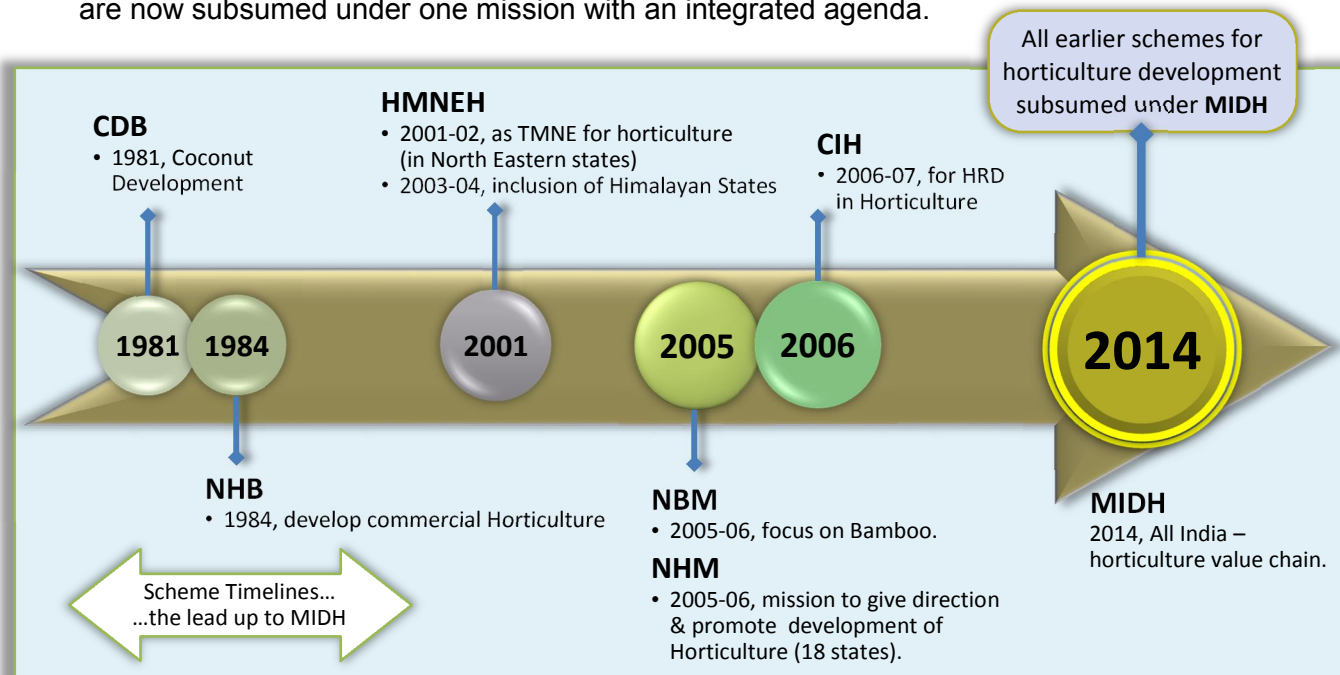 are now subsumed under one mission with an integrated agenda.
All earlier schemes for
horticulture development
subsumed under MIDH
CDB
• 1981, Coconut
Development
HMNEH
• 2001-02, as TMNE for horticulture
(in North Eastern states)
• 2003-04, inclusion of Himalayan States
CIH
• 2006-07, for HRD
in Horticulture
1981
1984
2001
2005
2006
2014
NHB
• 1984, develop commercial Horticulture
NBM
• 2005-06, focus on Bamboo.
NHM
• 2005-06, mission to give direction
& promote development of
Horticulture (18 states).
MIDH
2014, All India –
horticulture value chain.
Scheme Timelines...
...the lead up to MIDH